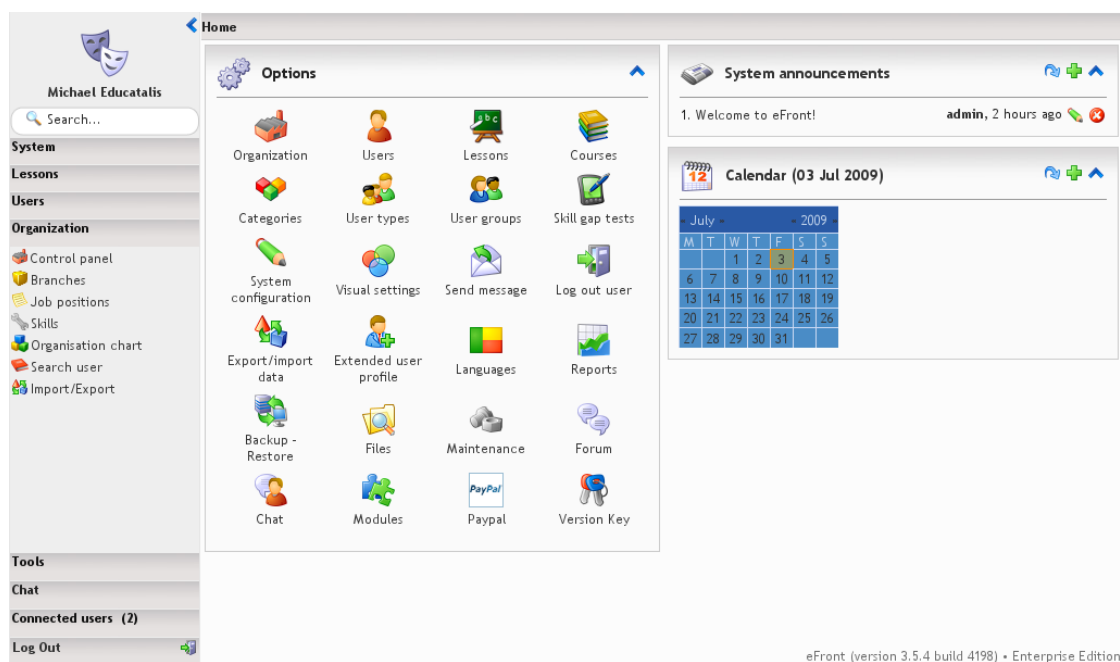 Michael Educatalis
Search...
System
Lessons
Users
Organization
Control panel
Branches
Job positions
Skills
Organisation chart
Search user
Import/Export
Tools
Chat
Connected users (2)
Log Out
Home
Options
Organization Users Lessons Courses
Categories User types User groups Skill gap tests
System
configuration Visual settings Send message Log out user
Export/import
data Extended user
profile Languages Reports
Backup -
Restore Files Maintenance Forum
PayPal
Chat Modules Paypal Version Key
System announcements
1. Welcome to eFront! admin, 2 hours ago
12
Calendar (03 Jul 2009)
« July » « 2009 »
M T W T F S S
1 2 3 4 5
6 7 8 9 10 11 12
13 14 15 16 17 18 19
20 21 22 23 24 25 26
27 28 29 30 31
eFront (version 3.5.4 build 4198) • Enterprise Edition